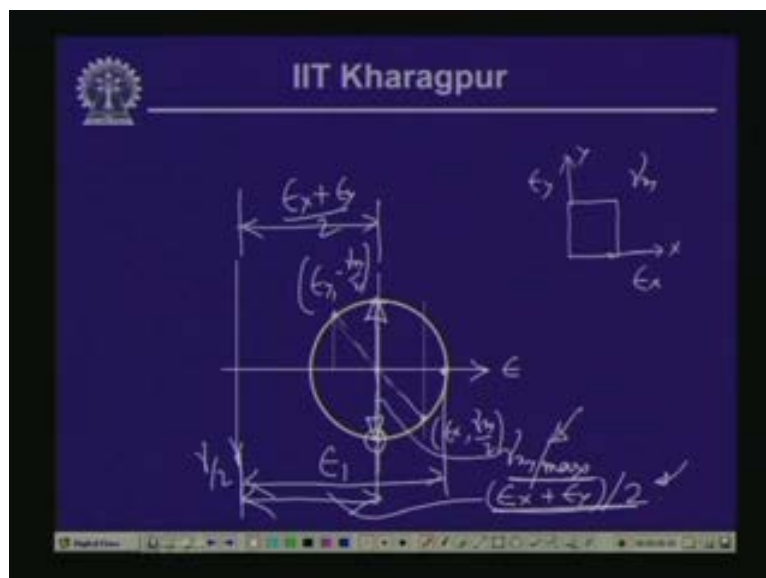 IIT Kharagpur
εx + εy
2
y
εy
γxy
x
εx
(εy, -γxy/2)
ε
(εx, γxy/2)
γxy/max
γ/2
ε1
(εx + εy)/2